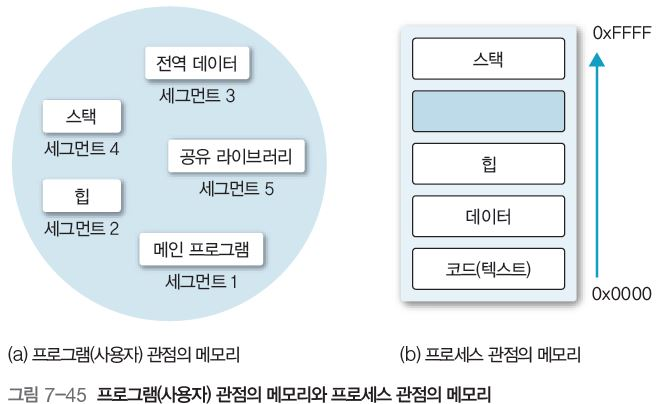 전역 데이터
세그먼트 3
스택
세그먼트 4
공유 라이브러리
세그먼트 5
힙
세그먼트 2
메인 프로그램
세그먼트 1
(a) 프로그램(사용자) 관점의 메모리
0xFFFF
스택
힙
데이터
코드(텍스트)
0x0000
(b) 프로세스 관점의 메모리
그림 7-45 프로그램(사용자) 관점의 메모리와 프로세스 관점의 메모리